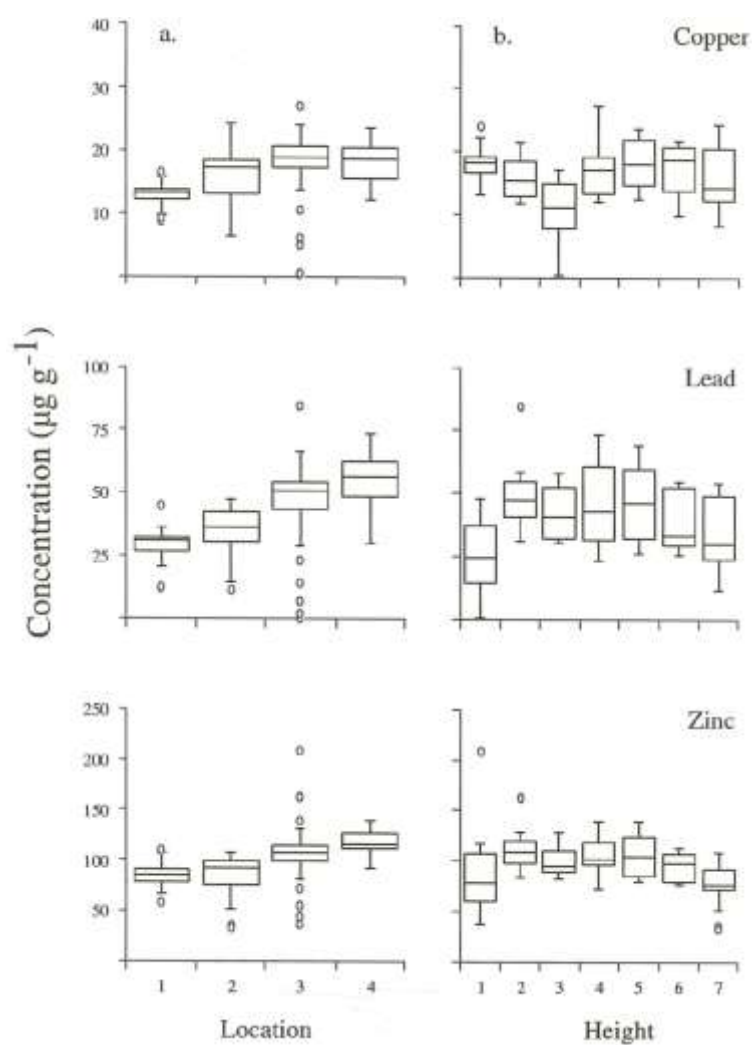 a.
b.
Copper
40
30
20
10
Lead
100
75
50
25
Zinc
250
200
150
100
50
1 2 3 4
1 2 3 4 5 6 7
Location
Height
Concentration (µg g⁻¹)